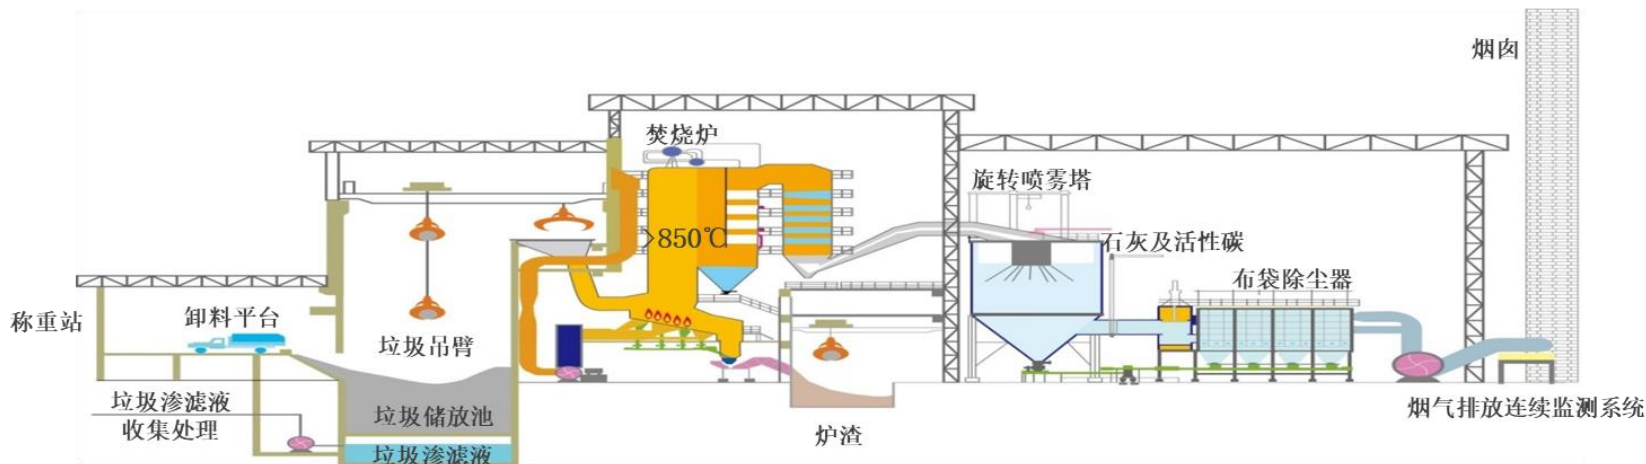 烟囱
焚烧炉
旋转喷雾塔
>850℃
石灰及活性碳
布袋除尘器
称重站
卸料平台
垃圾吊臂
垃圾渗滤液
收集处理
垃圾储放池
垃圾渗滤液
炉渣
烟气排放连续监测系统